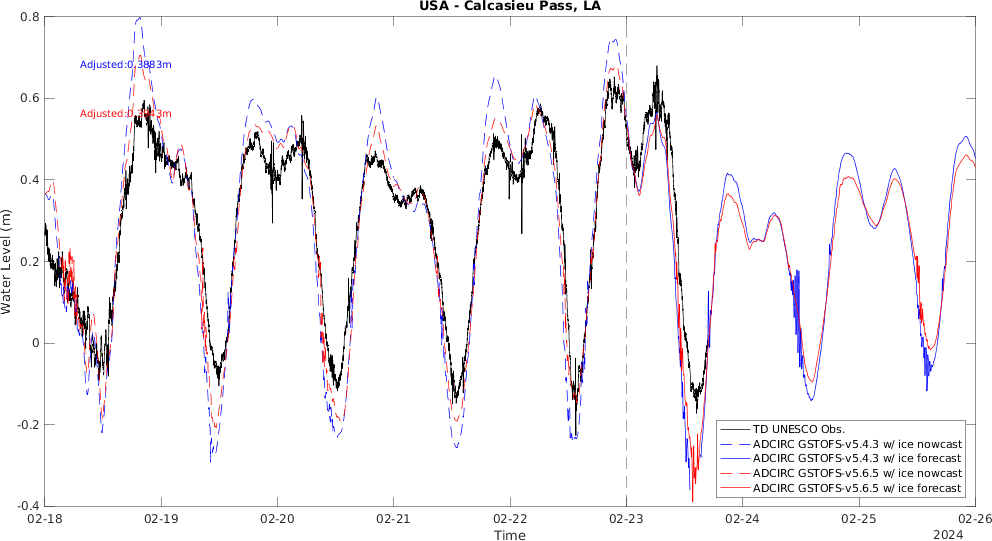 USA - Calcasieu Pass, LA
0.8
0.6
0.4
0.2
0
-0.2
-0.4
Water Level (m)
Adjusted:0.3883m
Adjusted:
TD UNESCO Obs.
ADCIRC GSTOFS-v5.4.3 w/ ice nowcast
ADCIRC GSTOFS-v5.4.3 w/ ice forecast
ADCIRC GSTOFS-v5.6.5 w/ ice nowcast
ADCIRC GSTOFS-v5.6.5 w/ ice forecast
02-18 02-19 02-20 02-21 02-22 02-23 02-24 02-25 02-26
Time
2024